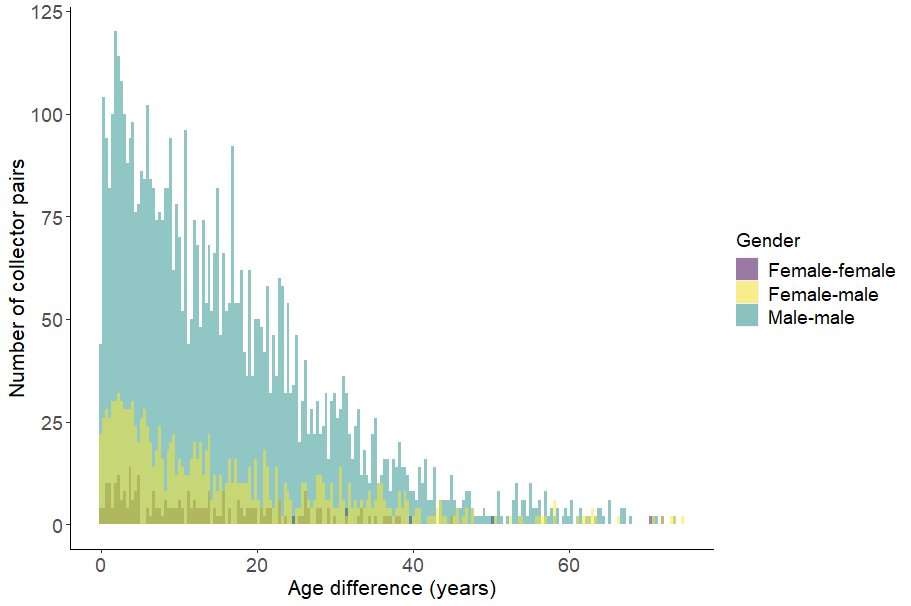 125
100
75
50
25
0
Number of collector pairs
0 20 40 60
Age difference (years)
Gender
Female-female
Female-male
Male-male